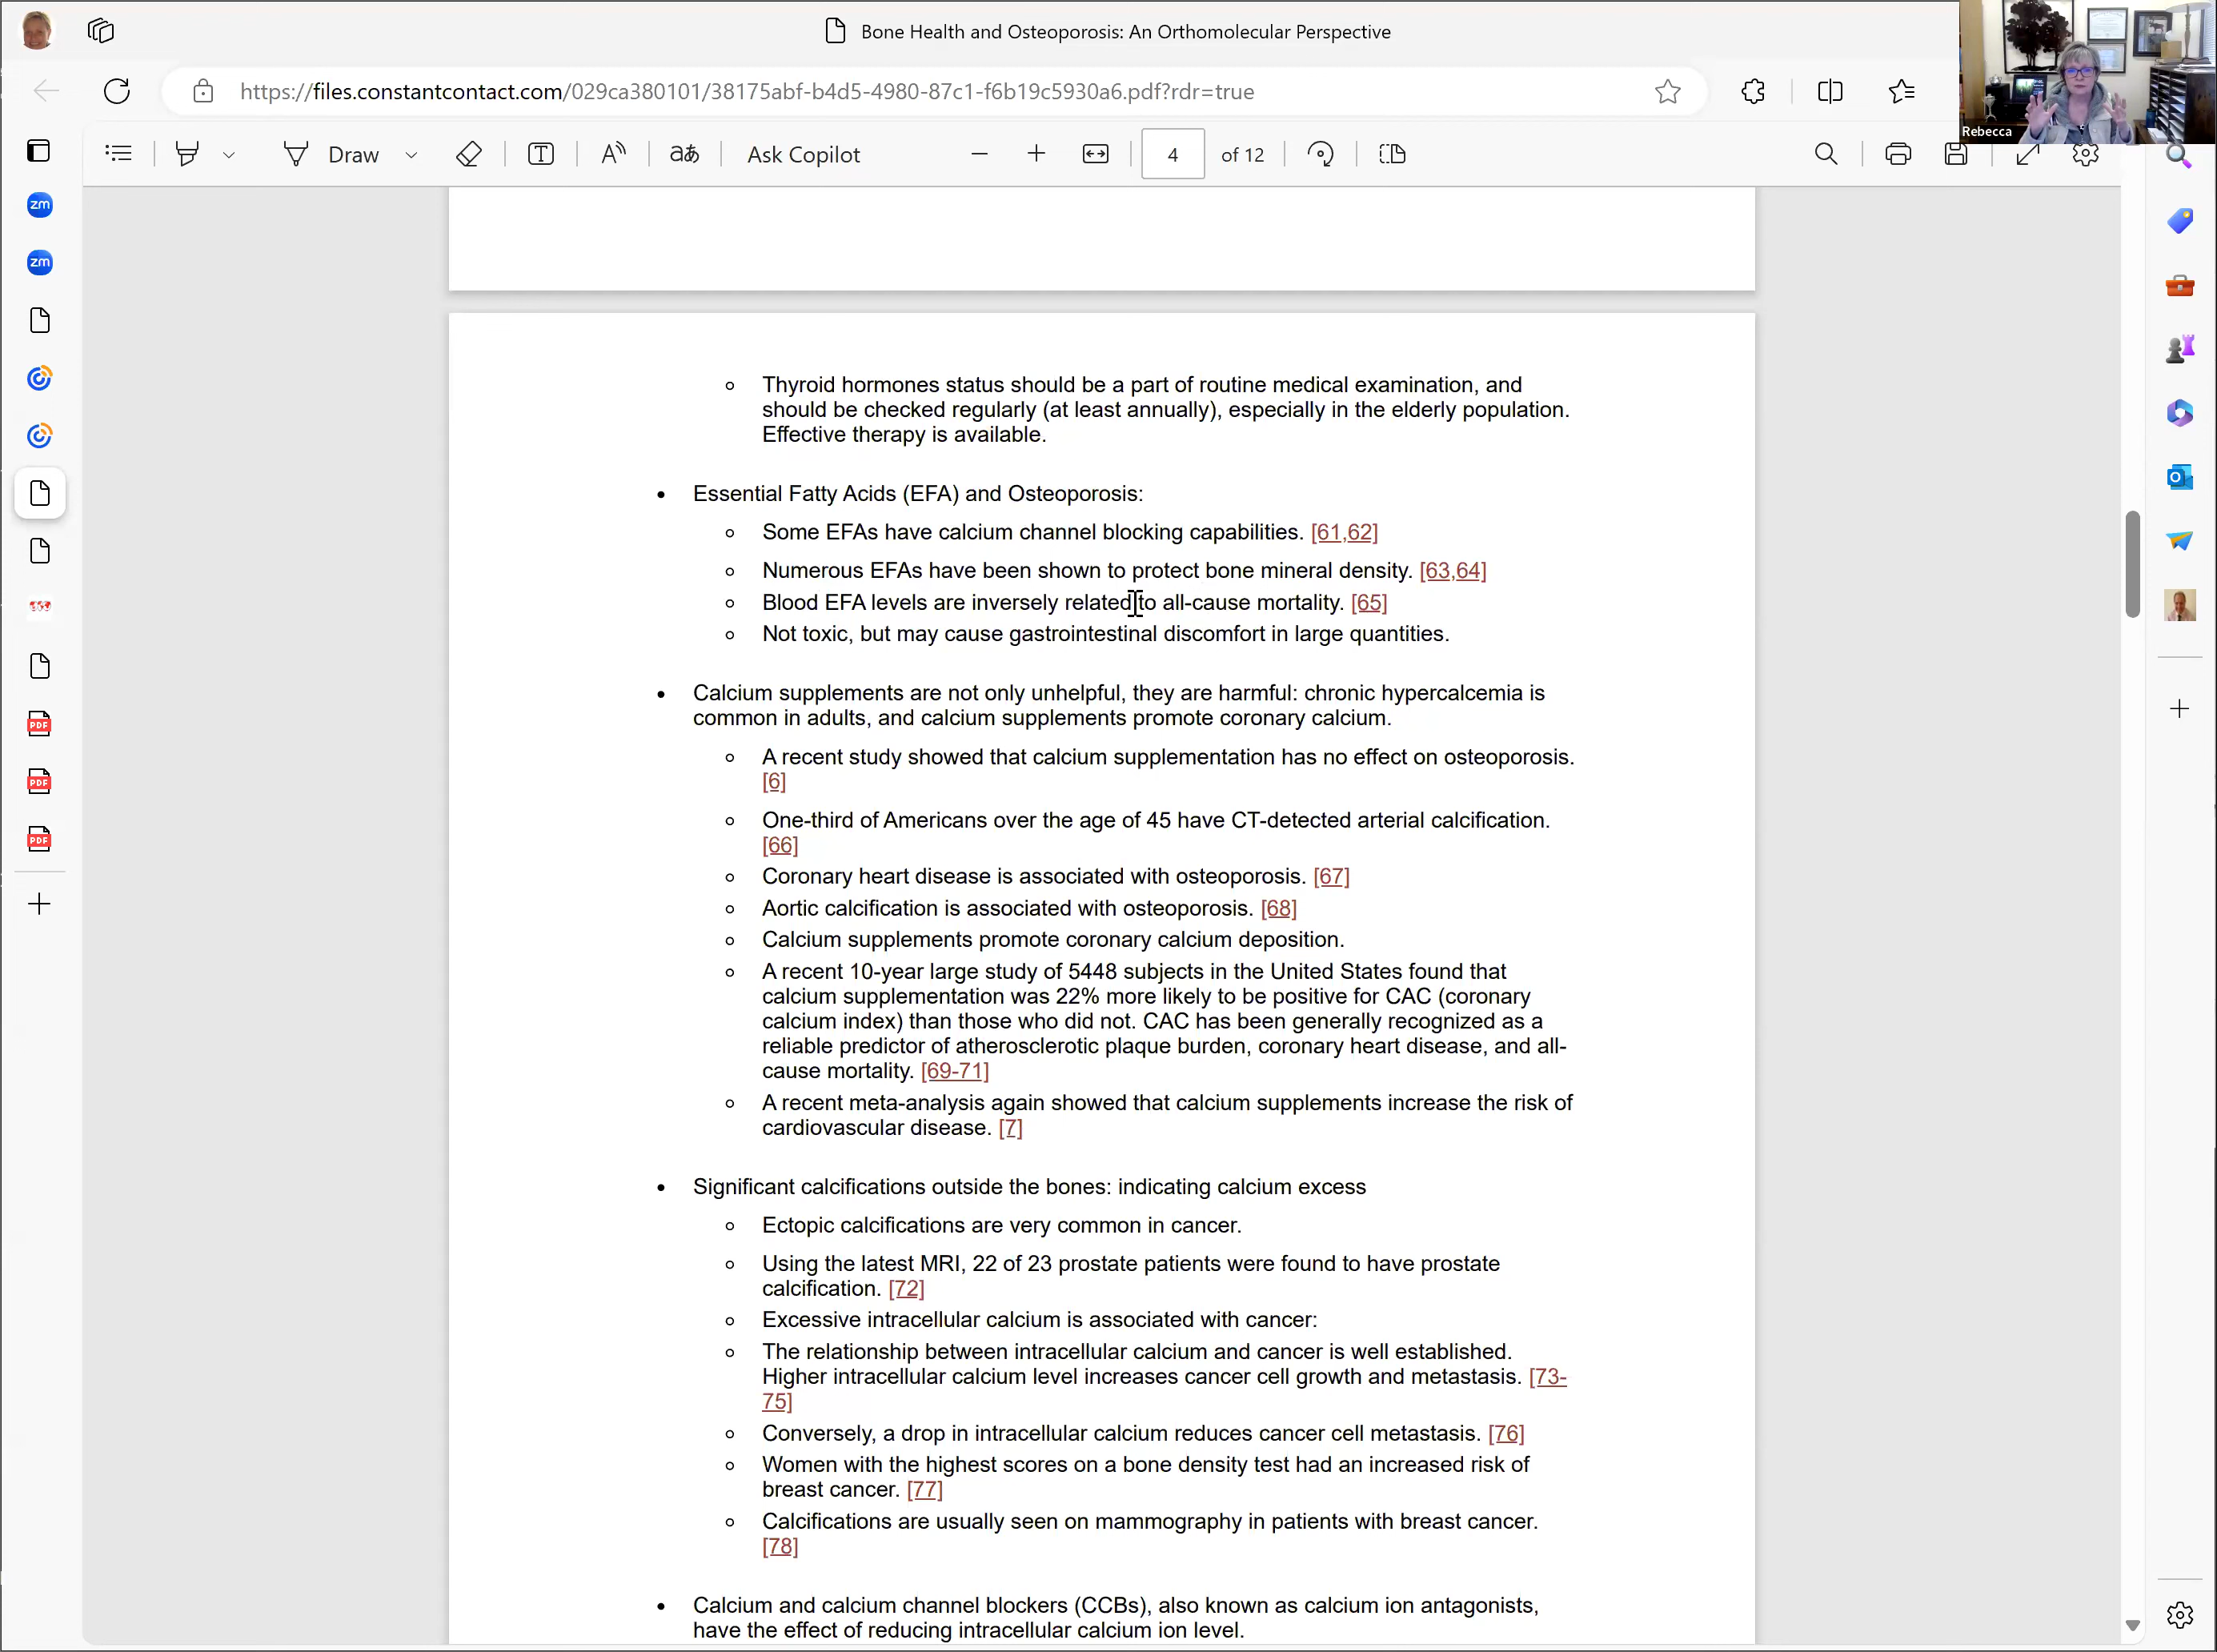 Bone Health and Osteoporosis: An Orthomolecular Perspective
https://files.constantcontact.com/029ca380101/38175abf-b4d5-4980-87c1-f6b19c5930a6.pdf?rdr=true
Rebecca
Draw
Ask Copilot
4 of 12
zm
zm
PDF
PDF
PDF
Thyroid hormones status should be a part of routine medical examination, and
should be checked regularly (at least annually), especially in the elderly population.
Effective therapy is available.
Essential Fatty Acids (EFA) and Osteoporosis:
Some EFAs have calcium channel blocking capabilities. [61,62]
Numerous EFAs have been shown to protect bone mineral density. [63,64]
Blood EFA levels are inversely related to all-cause mortality. [65]
Not toxic, but may cause gastrointestinal discomfort in large quantities.
Calcium supplements are not only unhelpful, they are harmful: chronic hypercalcemia is
common in adults, and calcium supplements promote coronary calcium.
A recent study showed that calcium supplementation has no effect on osteoporosis.
[6]
One-third of Americans over the age of 45 have CT-detected arterial calcification.
[66]
Coronary heart disease is associated with osteoporosis. [67]
Aortic calcification is associated with osteoporosis. [68]
Calcium supplements promote coronary calcium deposition.
A recent 10-year large study of 5448 subjects in the United States found that
calcium supplementation was 22% more likely to be positive for CAC (coronary
calcium index) than those who did not. CAC has been generally recognized as a
reliable predictor of atherosclerotic plaque burden, coronary heart disease, and all-
cause mortality. [69-71]
A recent meta-analysis again showed that calcium supplements increase the risk of
cardiovascular disease. [7]
Significant calcifications outside the bones: indicating calcium excess
Ectopic calcifications are very common in cancer.
Using the latest MRI, 22 of 23 prostate patients were found to have prostate
calcification. [72]
Excessive intracellular calcium is associated with cancer:
The relationship between intracellular calcium and cancer is well established.
Higher intracellular calcium level increases cancer cell growth and metastasis. [73-
75]
Conversely, a drop in intracellular calcium reduces cancer cell metastasis. [76]
Women with the highest scores on a bone density test had an increased risk of
breast cancer. [77]
Calcifications are usually seen on mammography in patients with breast cancer.
[78]
Calcium and calcium channel blockers (CCBs), also known as calcium ion antagonists,
have the effect of reducing intracellular calcium ion level.